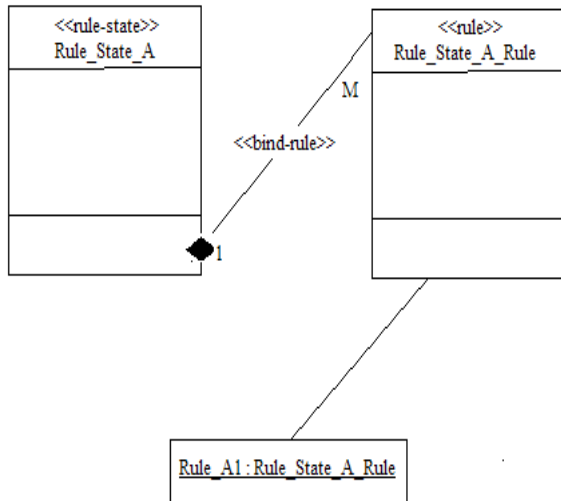 <<rule-state>>
Rule_State_A
<<rule>>
Rule_State_A_Rule
M
<<bind-rule>>
1
Rule_A1 : Rule_State_A_Rule